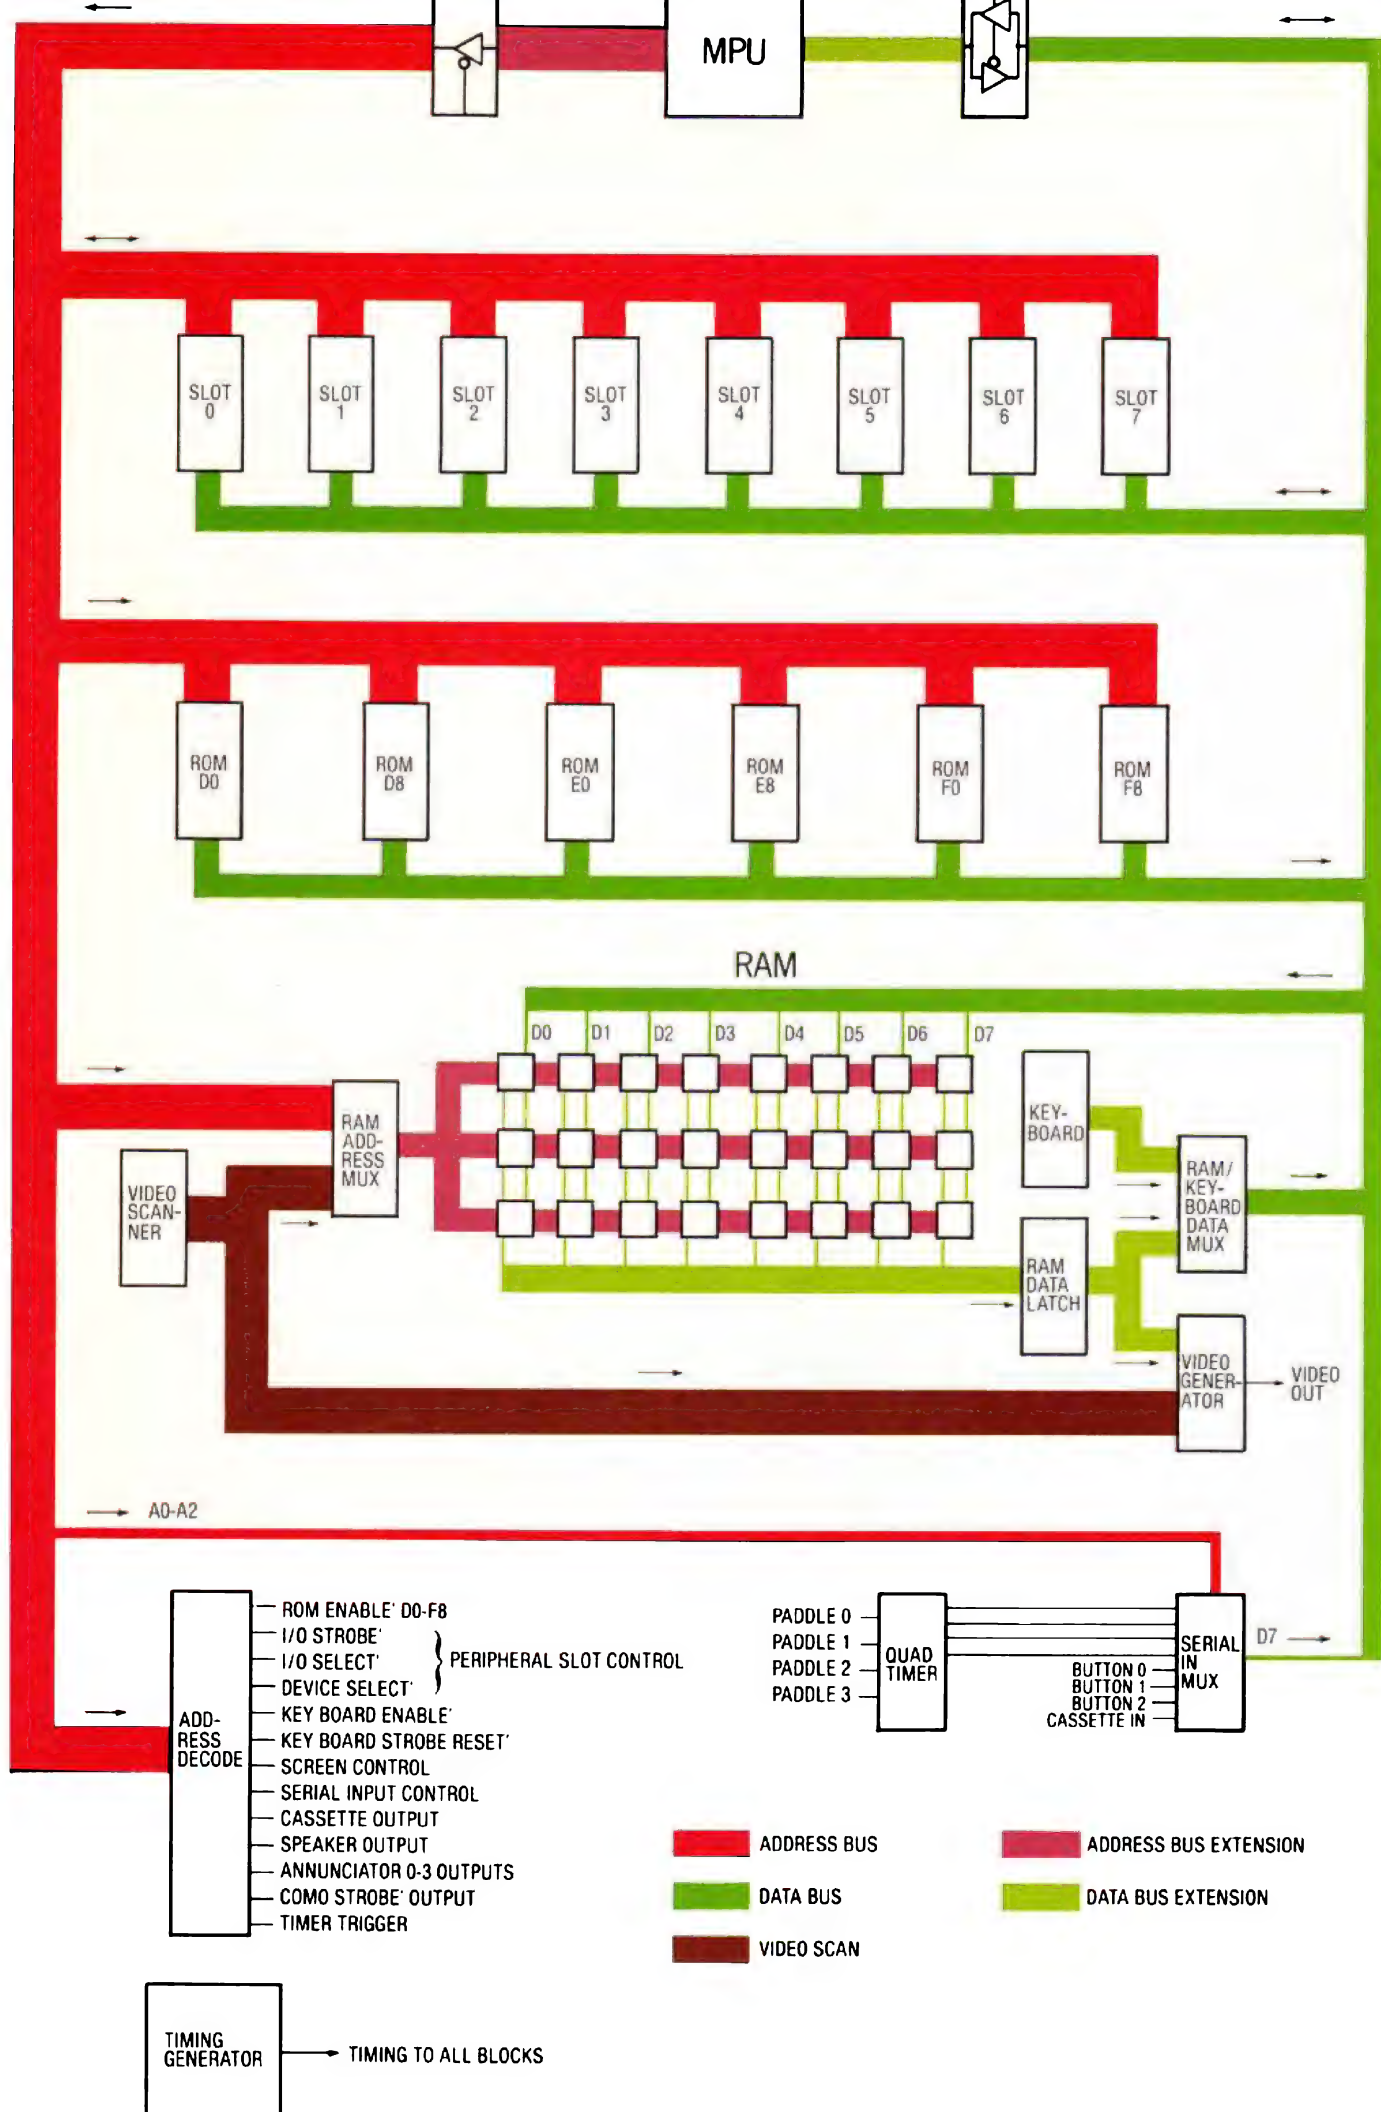 MPU
SLOT
0
SLOT
1
SLOT
2
SLOT
3
SLOT
4
SLOT
5
SLOT
6
SLOT
7
ROM
D0
ROM
D8
ROM
E0
ROM
E8
ROM
F0
ROM
F8
RAM
D0
D1
D2
D3
D4
D5
D6
D7
RAM
ADD-
RESS
MUX
KEY-
BOARD
VIDEO
SCAN-
NER
RAM/
KEY-
BOARD
DATA
MUX
RAM
DATA
LATCH
VIDEO
GENER-
ATOR
VIDEO
OUT
A0-A2
ADD-
RESS
DECODE
ROM ENABLE' D0-F8
I/O STROBE'
I/O SELECT'
DEVICE SELECT'
PERIPHERAL SLOT CONTROL
KEY BOARD ENABLE'
KEY BOARD STROBE RESET'
SCREEN CONTROL
SERIAL INPUT CONTROL
CASSETTE OUTPUT
SPEAKER OUTPUT
ANNUNCIATOR 0-3 OUTPUTS
COMO STROBE' OUTPUT
TIMER TRIGGER
PADDLE 0
PADDLE 1
PADDLE 2
PADDLE 3
QUAD
TIMER
BUTTON 0
BUTTON 1
BUTTON 2
CASSETTE IN
SERIAL
IN
MUX
D7
ADDRESS BUS
ADDRESS BUS EXTENSION
DATA BUS
DATA BUS EXTENSION
VIDEO SCAN
TIMING
GENERATOR
TIMING TO ALL BLOCKS